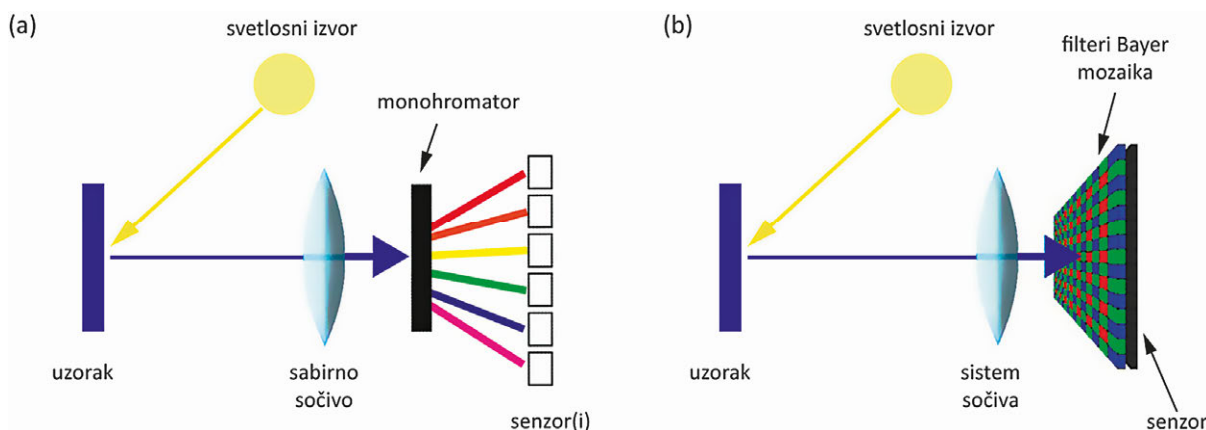 (a)
svetlosni izvor
monohromator
uzorak
sabirno
sočivo
senzor(i)
(b)
svetlosni izvor
filteri Bayer
mozaika
uzorak
sistem
sočiva
senzor